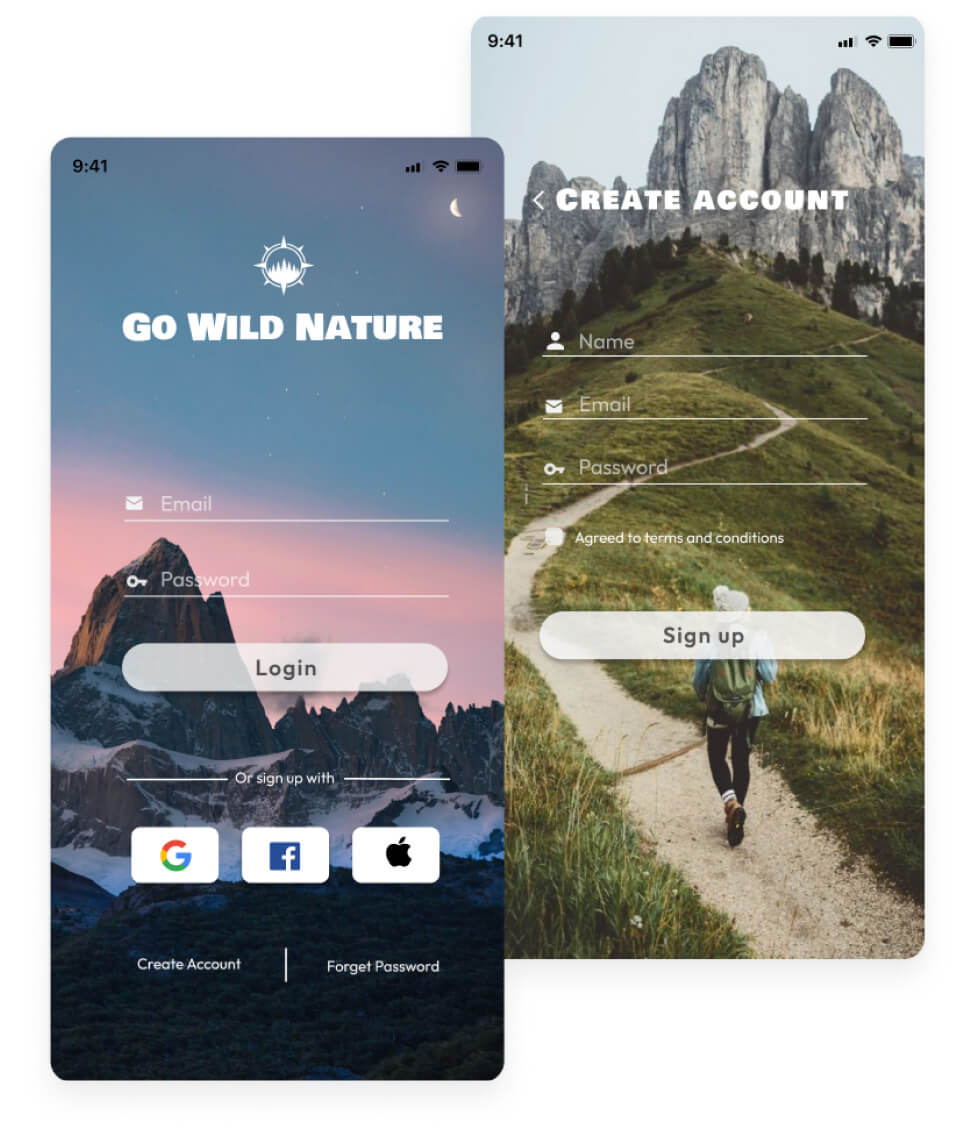 9:41
Go Wild Nature
Email
Password
Login
Or sign up with
Create Account
Forget Password
9:41
Create account
Name
Email
Password
Agreed to terms and conditions
Sign up